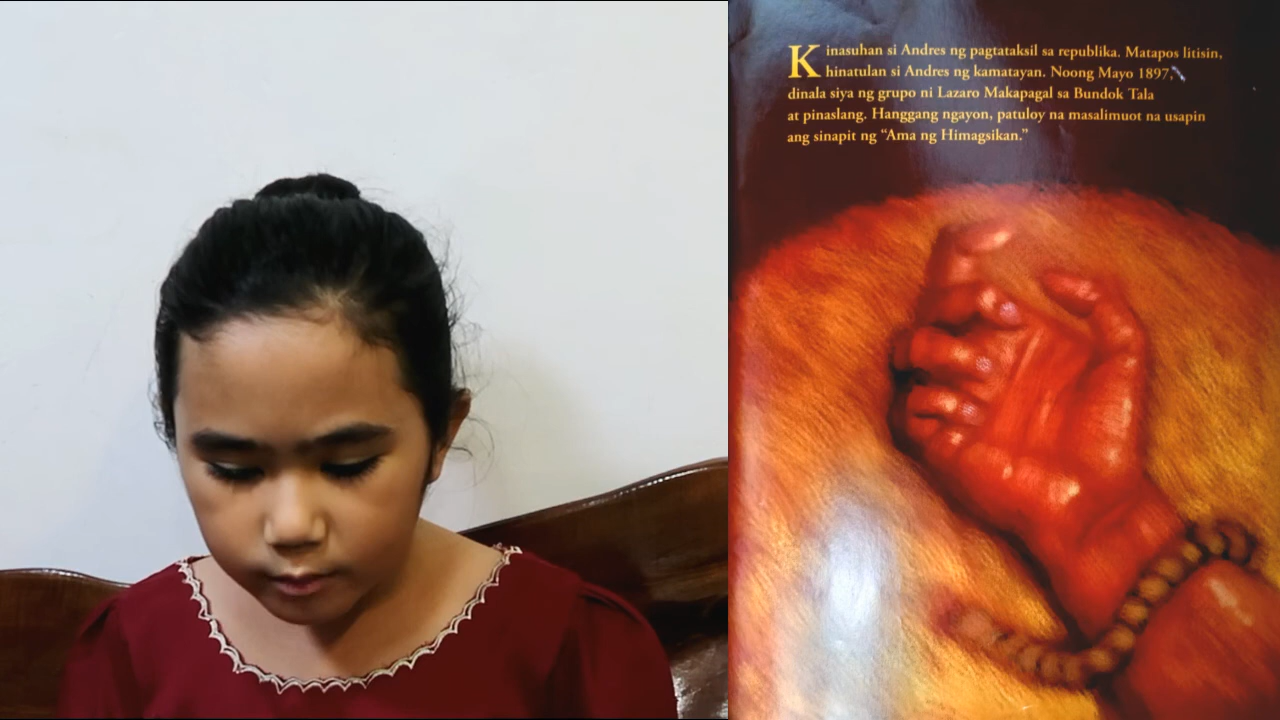 Kinasuhan si Andres ng pagtataksil sa republika. Matapos litisin,
hinatulan si Andres ng kamatayan. Noong Mayo 1897,
dinala siya ng grupo ni Lazaro Makapagal sa Bundok Tala
at pinaslang. Hanggang ngayon, patuloy na masalimuot na usapin
ang sinapit ng “Ama ng Himagsikan.”